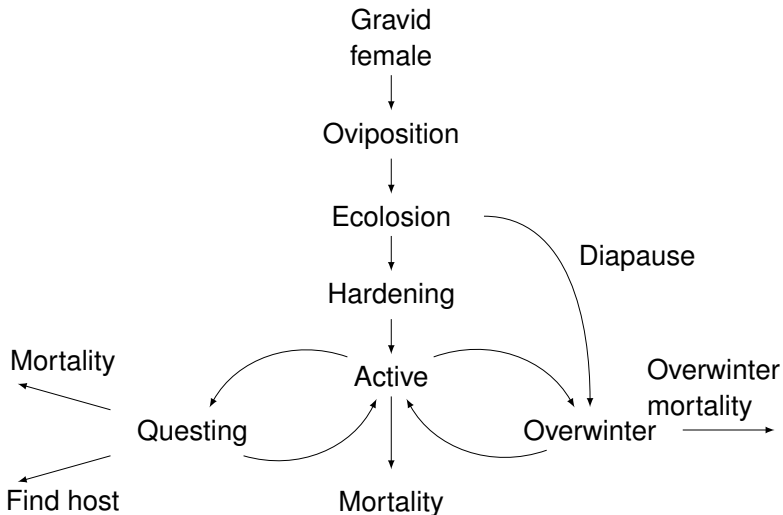 Gravid
female
Oviposition
Ecolosion
Diapause
Hardening
Mortality
Active
Overwinter
mortality
Questing
Overwinter
Find host
Mortality